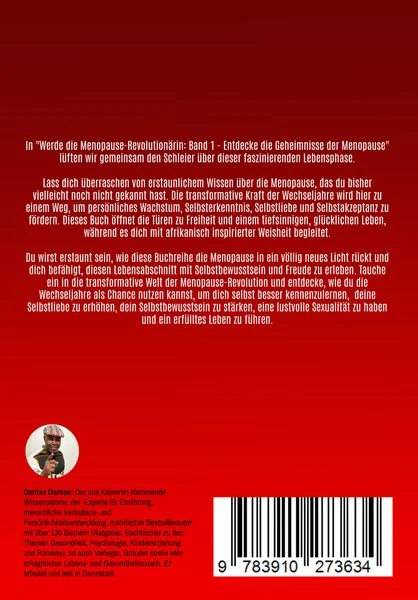 In "Werde die Menopause-Revolutionärin: Band 1 - Entdecke die Geheimnisse der Menopause"
lüften wir gemeinsam den Schleier über dieser faszinierenden Lebensphase.
Lass dich überraschen von erstaunlichem Wissen über die Menopause, das du bisher
vielleicht noch nicht gekannt hast. Die transformative Kraft der Wechseljahre wird hier zu
einem Weg, um persönliches Wachstum, Selbsterkenntnis, Selbstliebe und Selbstakzeptanz zu
fördern. Dieses Buch öffnet die Türen zu Freiheit und einem tiefsinnigen, glücklichen Leben,
während es dich mit afrikanisch inspirierter Weisheit begleitet.
Du wirst erstaunt sein, wie diese Buchreihe die Menopause in ein völlig neues Licht rückt und
dich befähigt, diesen Lebensabschnitt mit Selbstbewusstsein und Freude zu erleben. Tauche
ein in die transformative Welt der Menopause-Revolution und entdecke, wie du die
Wechseljahre als Chance nutzen kannst, um dich selbst besser kennenzulernen, deine
Selbstliebe zu erhöhen, dein Selbstbewusstsein zu stärken, eine lustvolle Sexualität zu haben
und ein erfülltes Leben zu führen.
Dantse Dantse: Der aus Kamerun stammende
Wissenslehrer, der Experte für Ernährung,
menschliche Verhaltens- und
Persönlichkeitsentwicklung, mehrfacher Bestsellerautor
mit über 130 Büchern (Ratgeber, Sachbücher zu den
Themen Gesundheit, Psychologie, Kindererziehung
und Romane), ist auch Verleger, Gründer sowie sehr
erfolgreicher Lebens- und Gesundheitscoach. Er
arbeitet und lebt in Darmstadt.
9 783910 273634